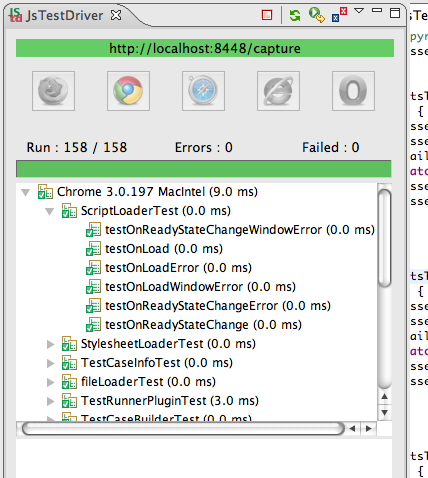 JsTestDriver
http://localhost:8448/capture
Run : 158 / 158 Errors : 0 Failed : 0
Chrome 3.0.197 MacIntel (9.0 ms)
ScriptLoaderTest (0.0 ms)
testOnReadyStateChangeWindowError (0.0 ms)
testOnLoad (0.0 ms)
testOnLoadError (0.0 ms)
testOnLoadWindowError (0.0 ms)
testOnReadyStateChangeError (0.0 ms)
testOnReadyStateChange (0.0 ms)
StylesheetLoaderTest (0.0 ms)
TestCaseInfoTest (0.0 ms)
fileLoaderTest (0.0 ms)
TestRunnerPluginTest (3.0 ms)
TestCaseBuilderTest (0.0 ms)